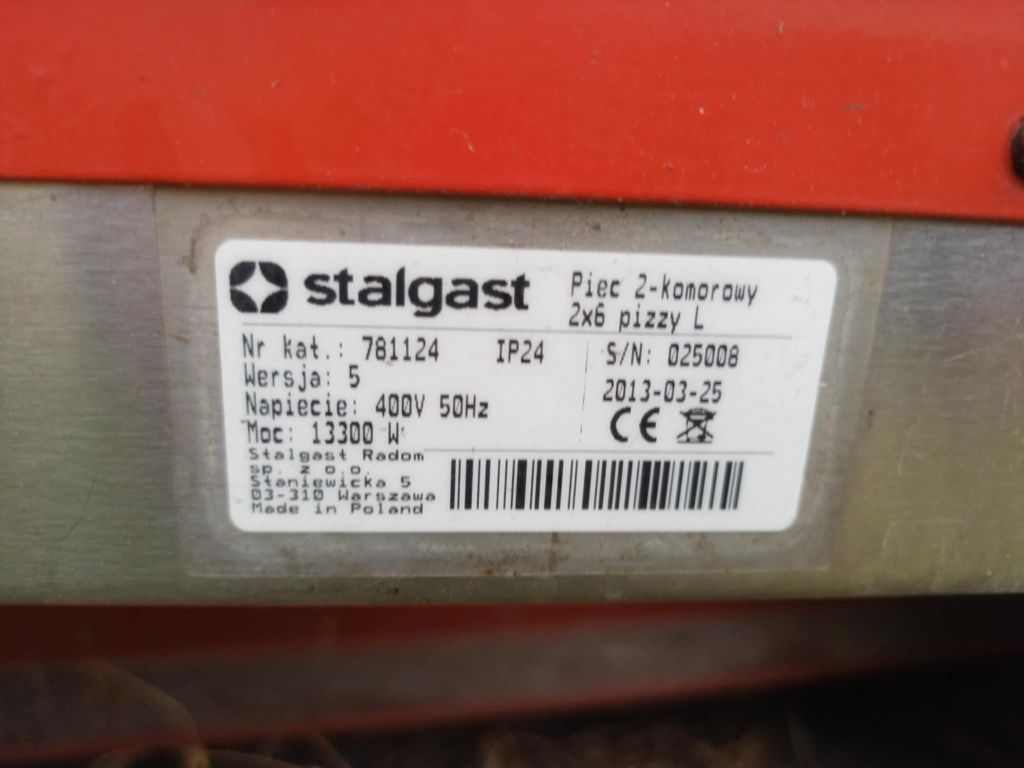 stalgast
Piec 2-komorowy
2x6 pizzy L
Nr kat.: 781124 IP24
Wersja: 5
Napiecie: 400V 50Hz
Moc: 13300 W
S/N: 025008
2013-03-25
CE
Stalgast Radom
sp. z o.o.
Staniewicka 5
03-310 Warszawa
Made in Poland